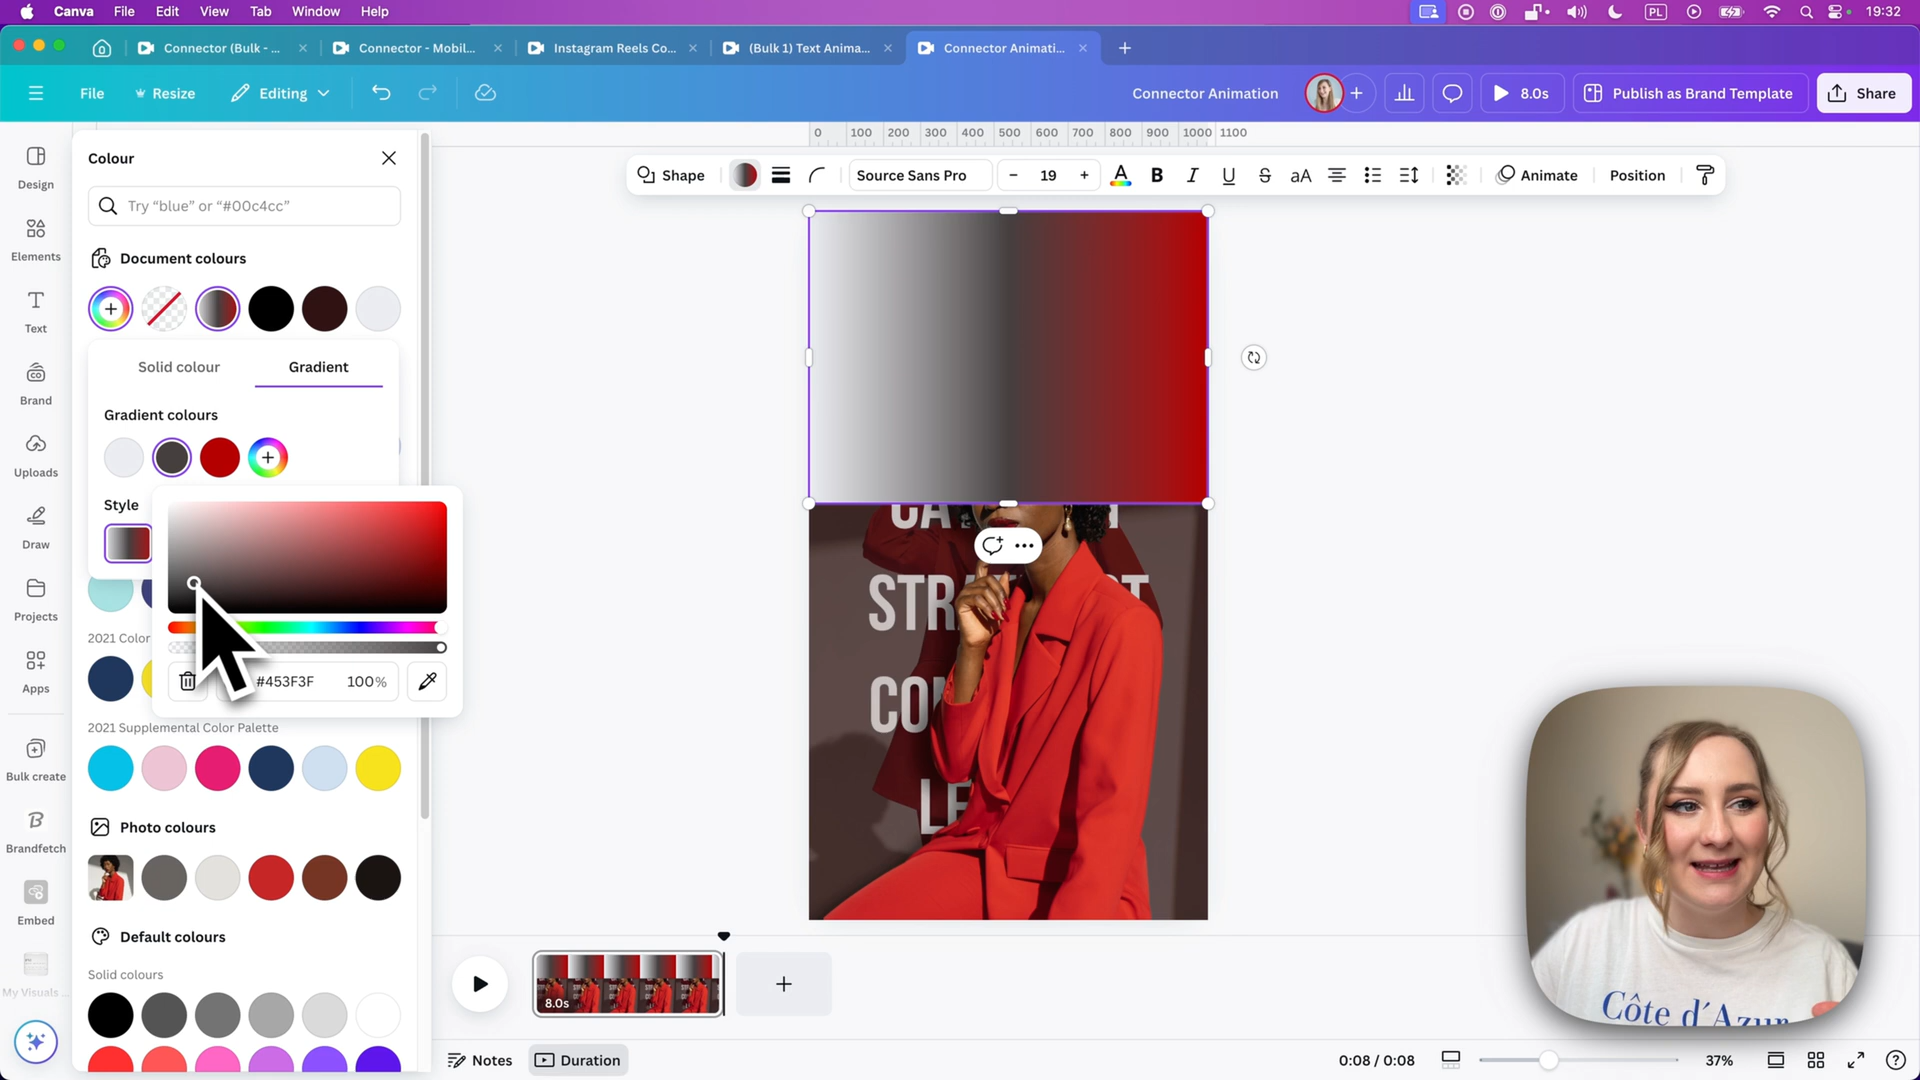 Canva File Edit View Tab Window Help PL 19:32
Connector (Bulk - ... Connector - Mobil... Instagram Reels Co... (Bulk 1) Text Anima... Connector Animati...
File Resize Editing Connector Animation 8.0s Publish as Brand Template Share
0 100 200 300 400 500 600 700 800 900 1000 1100
Shape Source Sans Pro – 19 + A B I U S aA Animate Position
Design
Elements
Text
Brand
Uploads
Draw
Projects
Apps
Bulk create
Brandfetch
Embed
My Visuals ...
Colour
Try “blue” or “#00c4cc”
Document colours
Solid colour Gradient
Gradient colours
Style
#453F3F 100%
2021 Color
2021 Supplemental Color Palette
Photo colours
Default colours
Solid colours
STRA
CO
LE
Côte d'Azur
8.0s
Notes Duration 0:08 / 0:08 37%